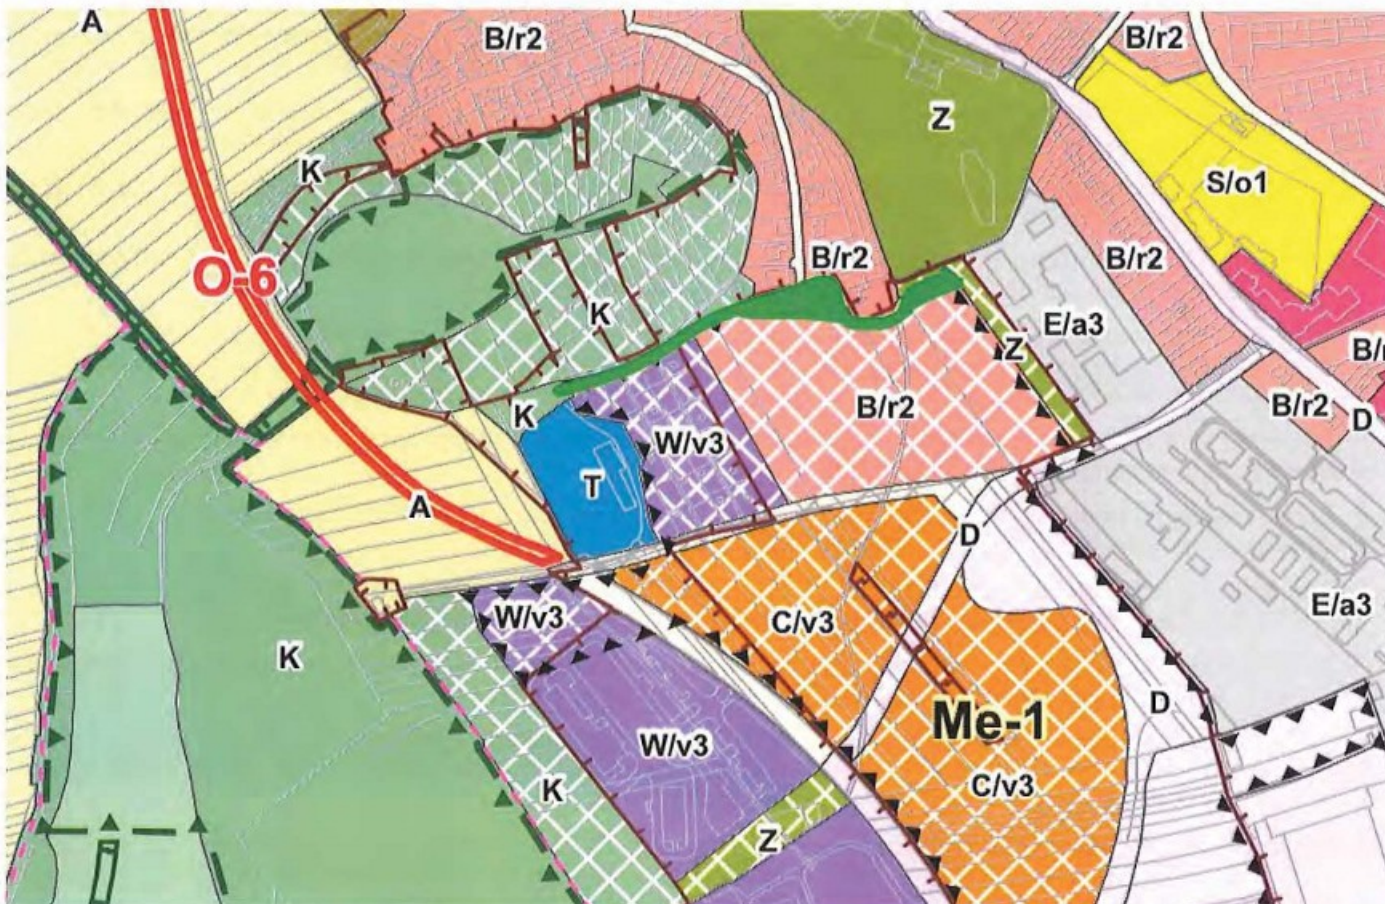 A
B/r2
B/r2
Z
K
S/o1
O-6
B/r2
B/r2
K
E/a3
Z
B/r
K
B/r2
B/r2
D
W/v3
T
A
D
E/a3
W/v3
C/v3
K
D
Me-1
W/v3
C/v3
K
Z